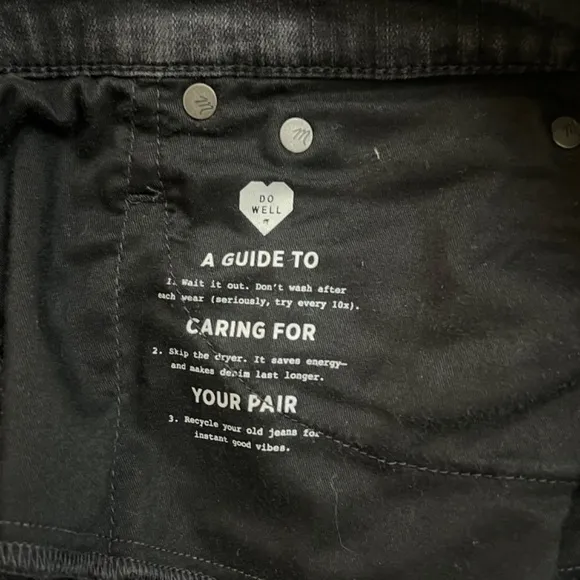 m
m
m
DO
WELL
m
A GUIDE TO
1. Wait it out. Don't wash after
each wear (seriously, try every 10x).
CARING FOR
2. Skip the dryer. It saves energy—
and makes denim last longer.
YOUR PAIR
3. Recycle your old jeans for
instant good vibes.